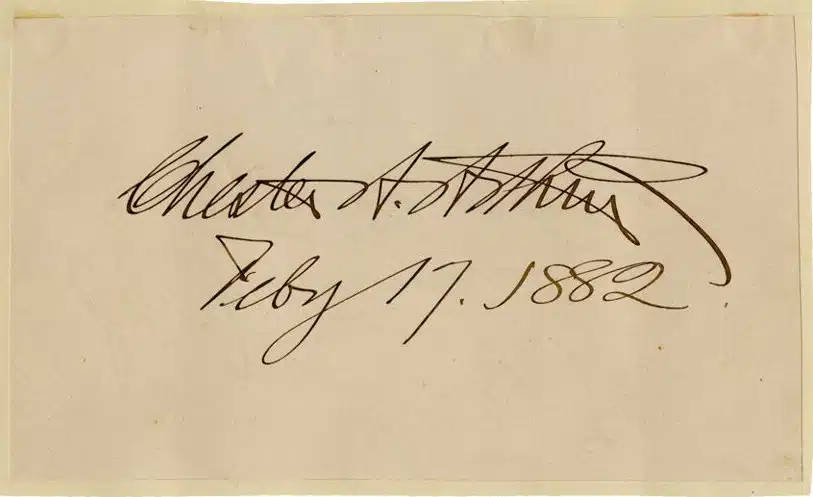 Chester A. Arthur
Feby 17. 1882.